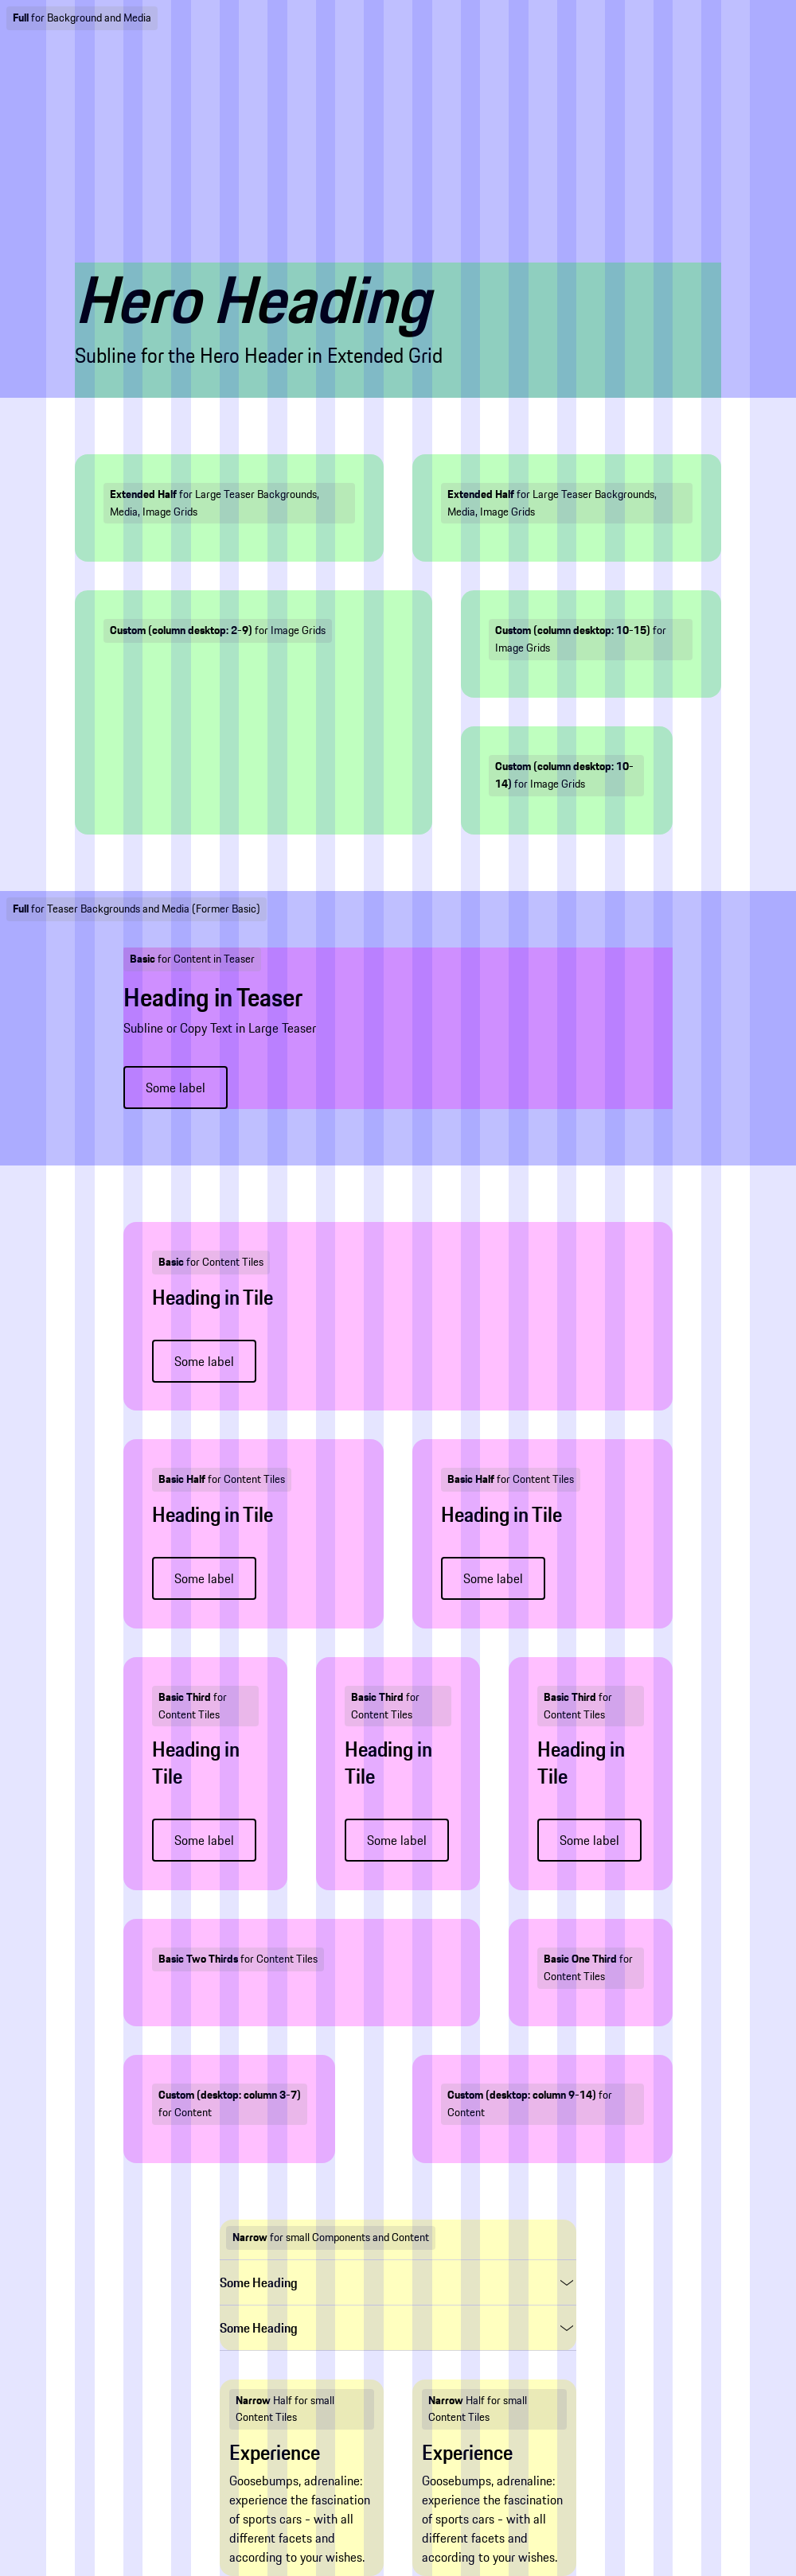 Full for Background and Media
Hero Heading
Subline for the Hero Header in Extended Grid
Extended Half for Large Teaser Backgrounds,
Media, Image Grids
Extended Half for Large Teaser Backgrounds,
Media, Image Grids
Custom (column desktop: 2-9) for Image Grids
Custom (column desktop: 10-15) for
Image Grids
Custom (column desktop: 10-
14) for Image Grids
Full for Teaser Backgrounds and Media (Former Basic)
Basic for Content in Teaser
Heading in Teaser
Subline or Copy Text in Large Teaser
Some label
Basic for Content Tiles
Heading in Tile
Some label
Basic Half for Content Tiles
Heading in Tile
Some label
Basic Half for Content Tiles
Heading in Tile
Some label
Basic Third for
Content Tiles
Heading in
Tile
Some label
Basic Third for
Content Tiles
Heading in
Tile
Some label
Basic Third for
Content Tiles
Heading in
Tile
Some label
Basic Two Thirds for Content Tiles
Basic One Third for
Content Tiles
Custom (desktop: column 3-7)
for Content
Custom (desktop: column 9-14) for
Content
Narrow for small Components and Content
Some Heading
Some Heading
Narrow Half for small
Content Tiles
Experience
Goosebumps, adrenaline:
experience the fascination
of sports cars - with all
different facets and
according to your wishes.
Narrow Half for small
Content Tiles
Experience
Goosebumps, adrenaline:
experience the fascination
of sports cars - with all
different facets and
according to your wishes.